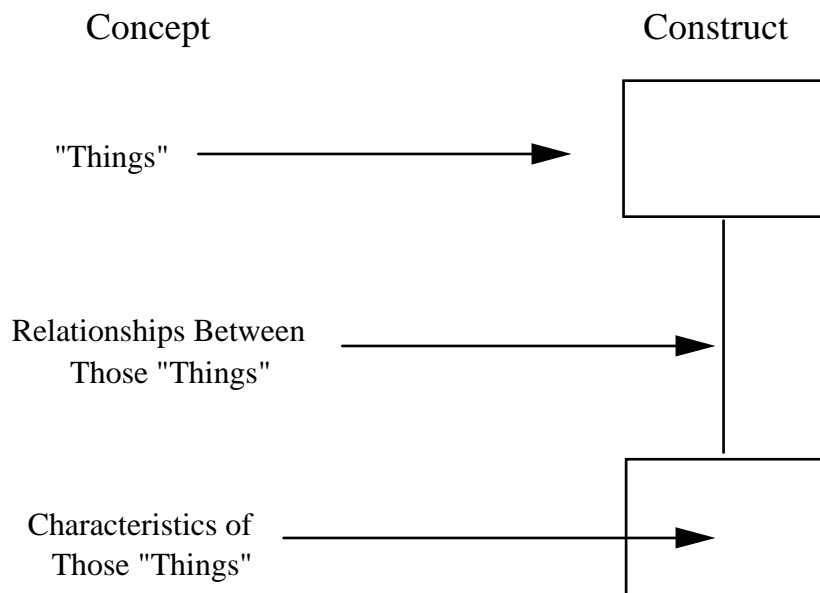 Concept
Construct
"Things"
Relationships Between
Those "Things"
Characteristics of
Those "Things"